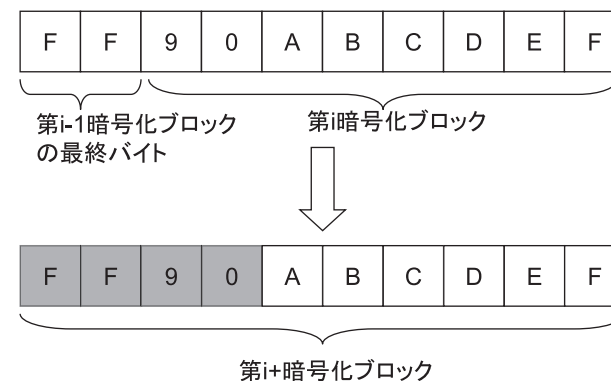 F F 9 0 A B C D E F
第i-1暗号化ブロック
の最終バイト
第i暗号化ブロック
F F 9 0 A B C D E F
第i+暗号化ブロック